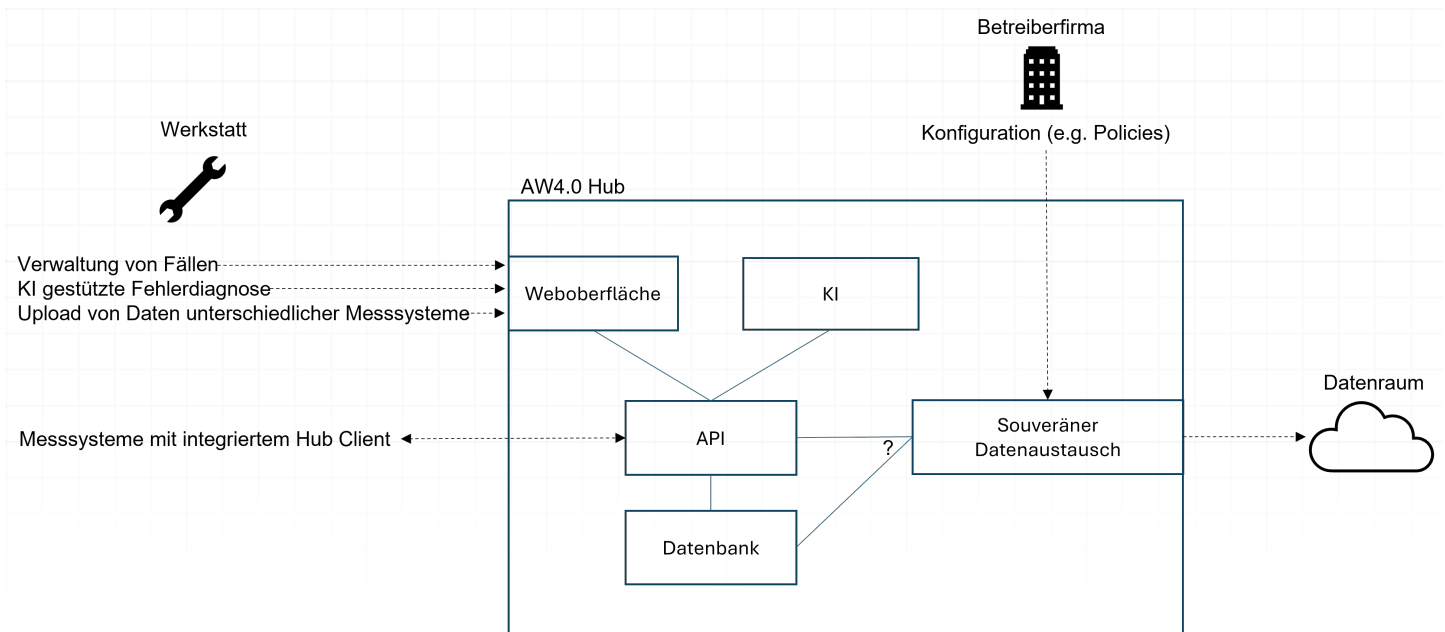 Betreiberfirma
Konfiguration (e.g. Policies)
Werkstatt
AW4.0 Hub
Verwaltung von Fällen
KI gestützte Fehlerdiagnose
Upload von Daten unterschiedlicher Messsysteme
Weboberfläche
KI
Datenraum
Messsysteme mit integriertem Hub Client
API
?
Souveräner
Datenaustausch
Datenbank